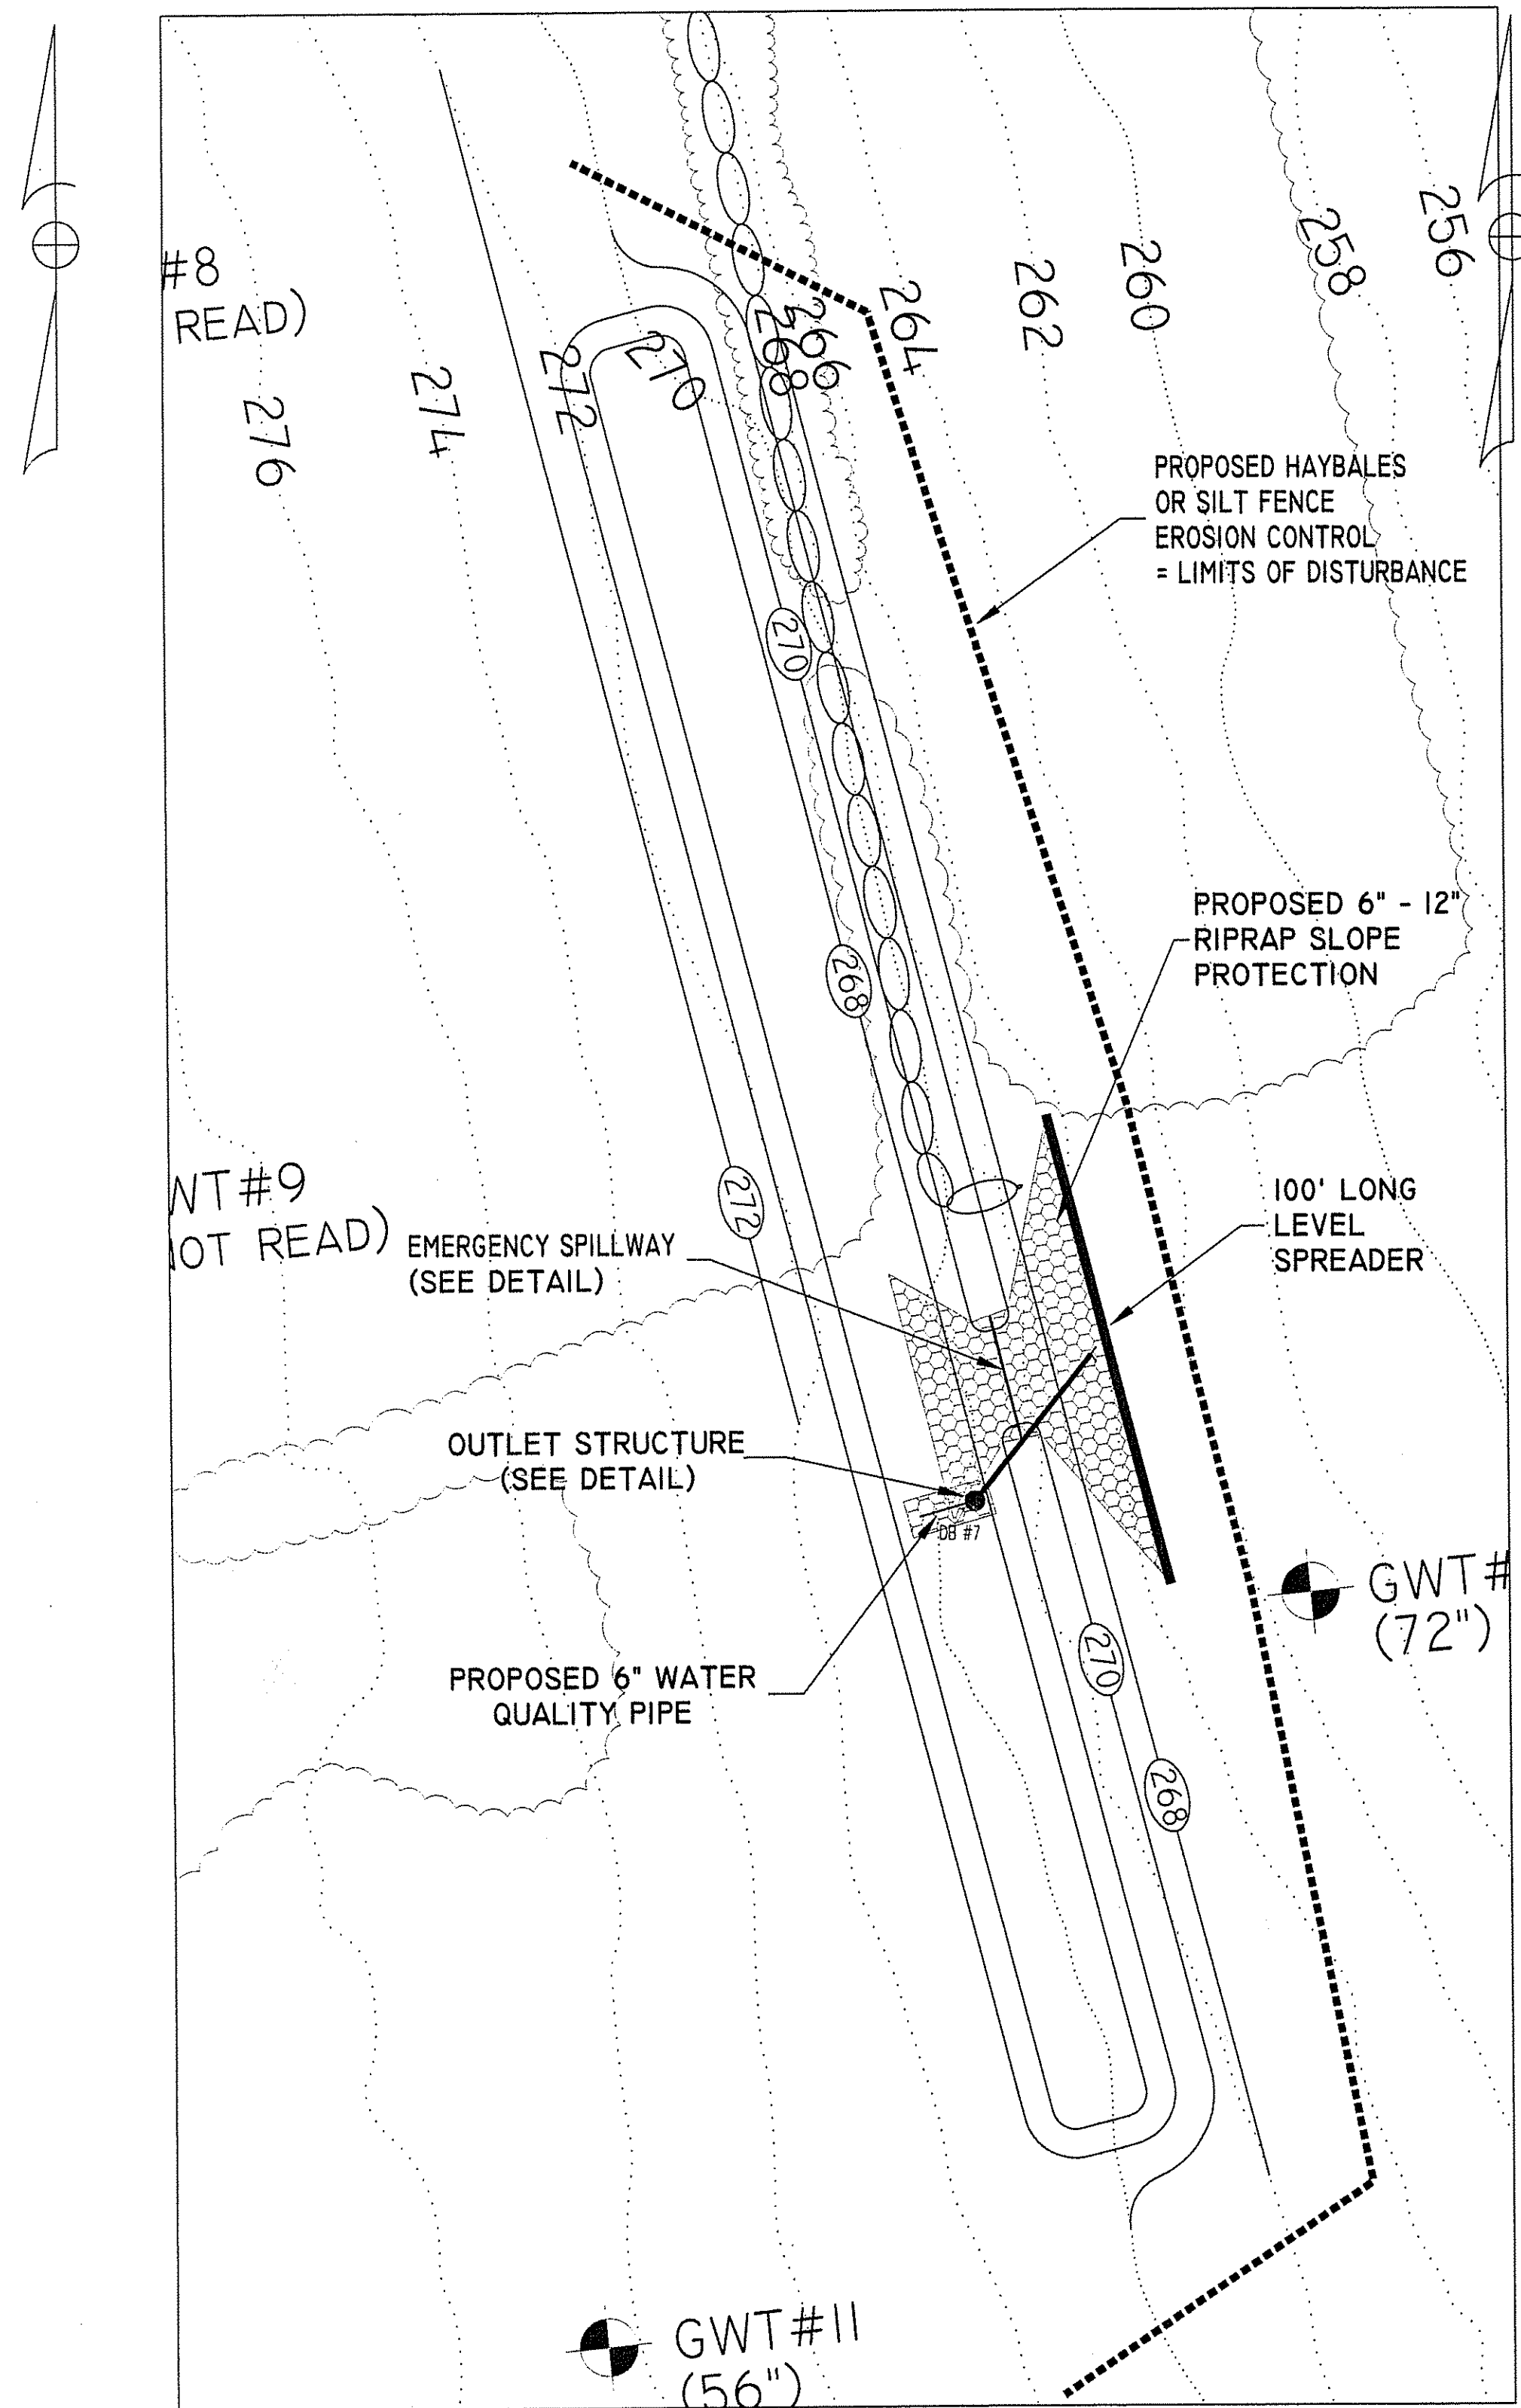 #8
READ)
276
274
272
270
268
266
264
262
260
258
256
PROPOSED HAYBALES
OR SILT FENCE
EROSION CONTROL
= LIMITS OF DISTURBANCE
270
PROPOSED 6" - 12"
RIPRAP SLOPE
PROTECTION
268
WT#9
NOT READ)
272
100' LONG
LEVEL
SPREADER
EMERGENCY SPILLWAY
(SEE DETAIL)
OUTLET STRUCTURE
(SEE DETAIL)
DB #7
GWT#
(72")
PROPOSED 6" WATER
QUALITY PIPE
270
268
GWT#11
(56")